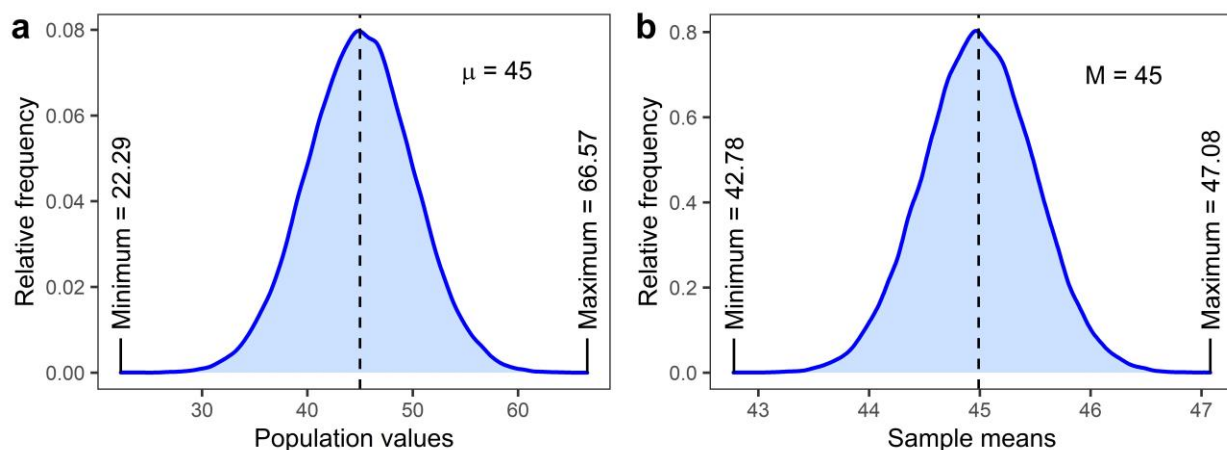 a
Relative frequency
0.08
0.06
0.04
0.02
0.00
μ = 45
Minimum = 22.29
Maximum = 66.57
30 40 50 60
Population values
b
Relative frequency
0.8
0.6
0.4
0.2
0.0
M = 45
Minimum = 42.78
Maximum = 47.08
43 44 45 46 47
Sample means